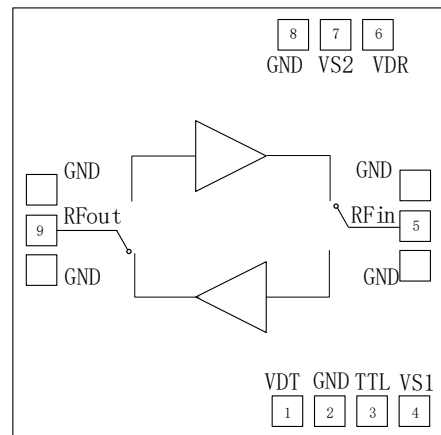 8 7 6
GND VS2 VDR
GND GND
9 RFout RFin 5
GND GND
VDT GND TTL VS1
1 2 3 4